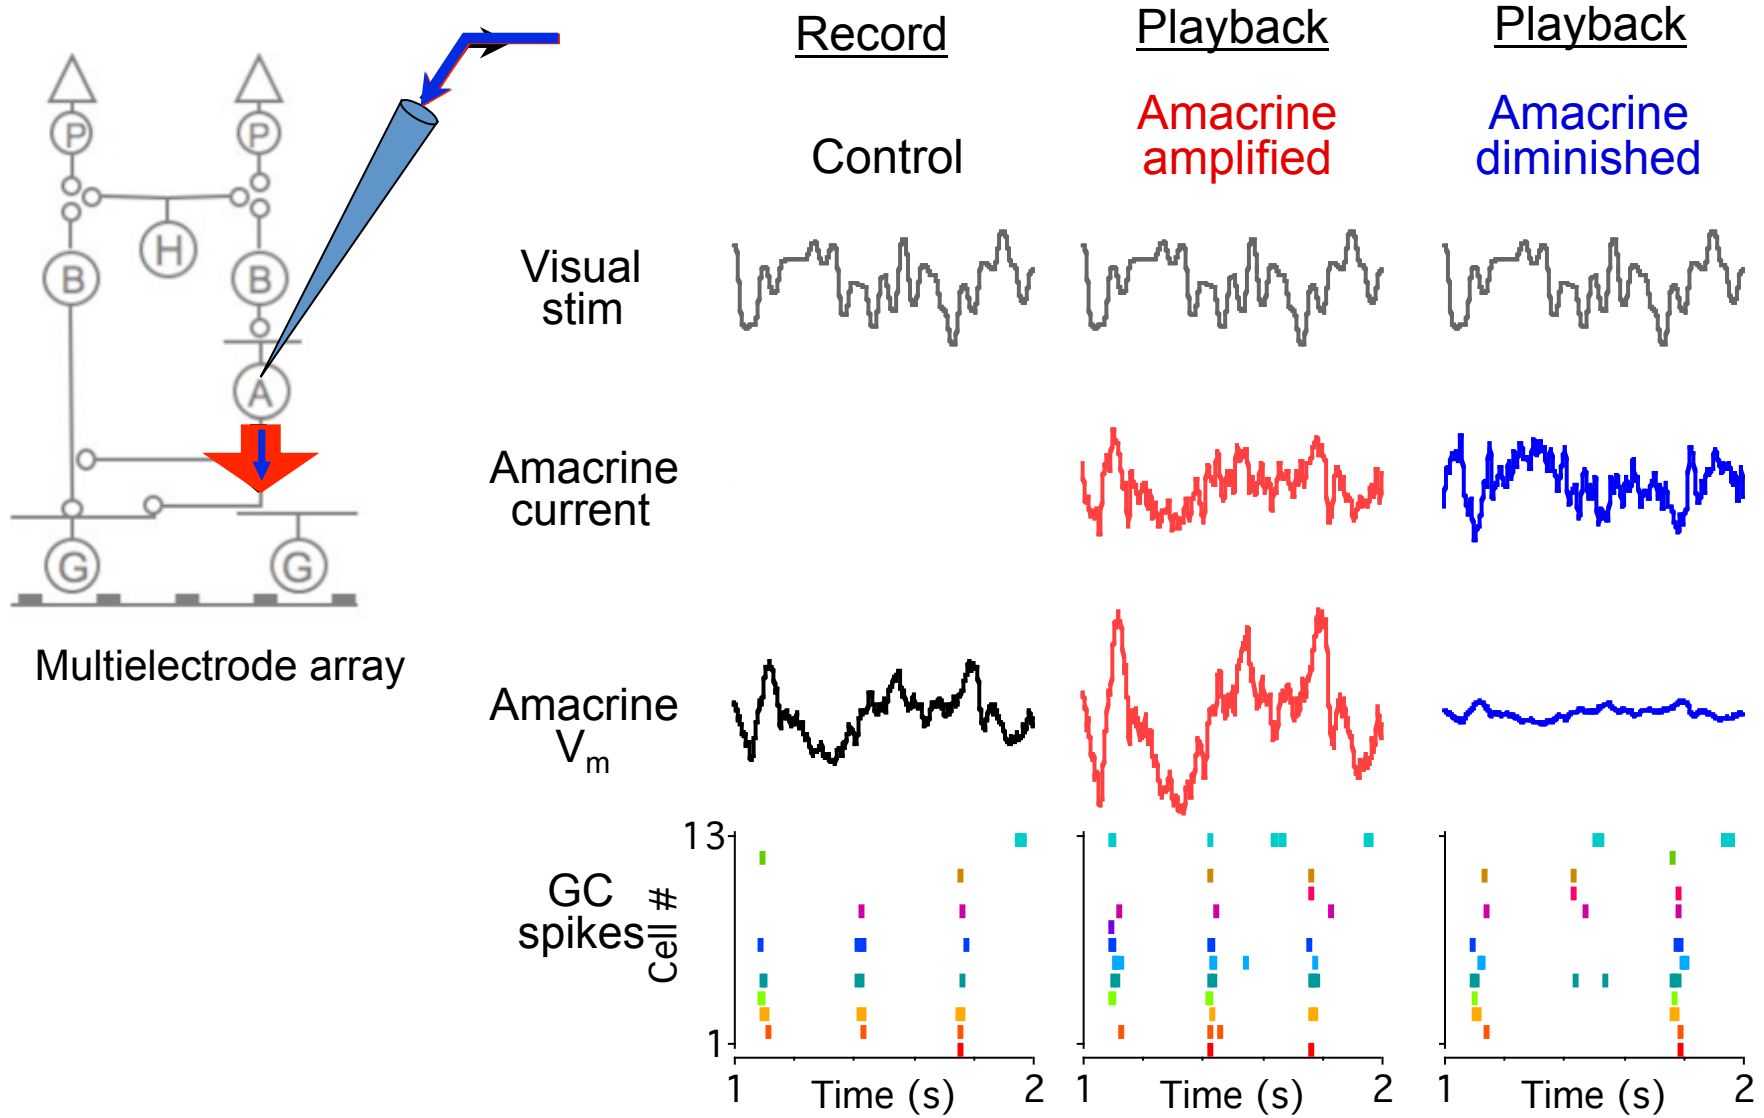 Record
Playback
Playback
Control
Amacrine
amplified
Amacrine
diminished
P
P
H
B
B
A
G
G
Multielectrode array
Visual
stim
Amacrine
current
Amacrine
Vm
GC
spikes
Cell #
13
1
1
Time (s)
2
1
Time (s)
2
1
Time (s)
2